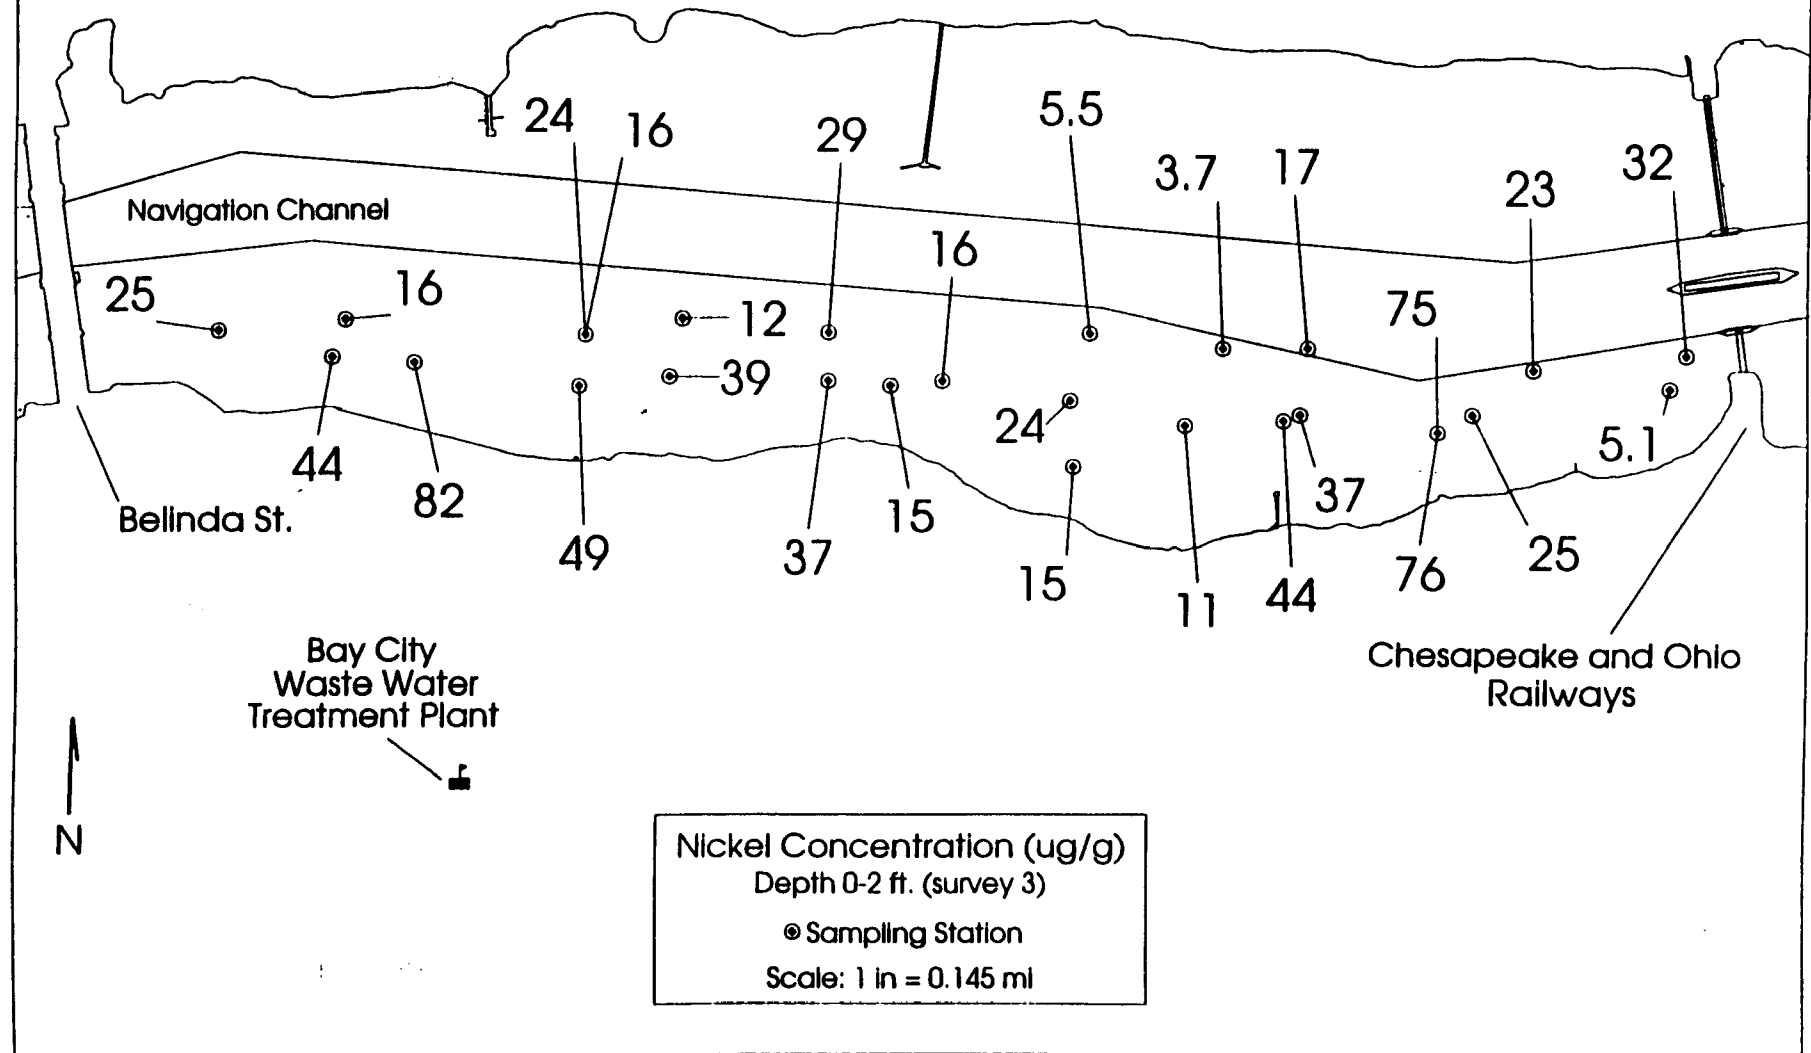 24
16
29
5.5
3.7
17
23
32
Navigation Channel
25
16
12
16
75
39
24
44
82
49
37
15
15
11
44
37
76
25
5.1
Belinda St.
Chesapeake and Ohio
Railways
Bay City
Waste Water
Treatment Plant
N
Nickel Concentration (ug/g)
Depth 0-2 ft. (survey 3)
Sampling Station
Scale: 1 in = 0.145 mi